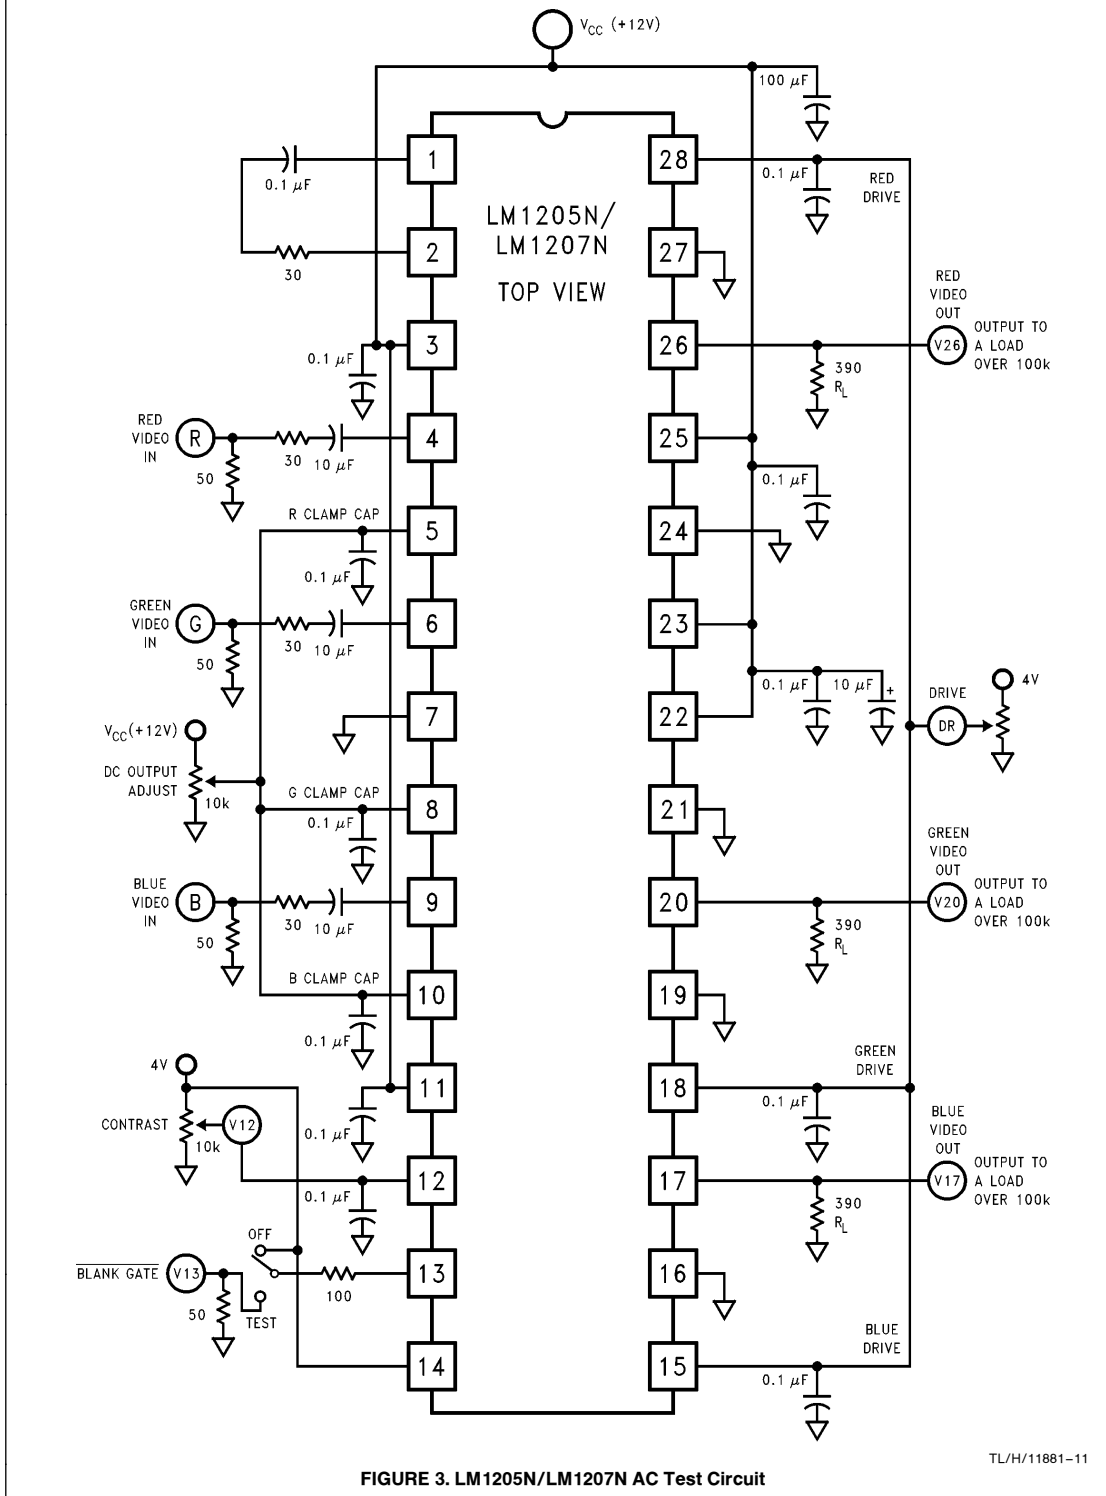 V_CC (+12V)
100 μF
1
28
0.1 μF
0.1 μF
RED
DRIVE
LM1205N/
LM1207N
TOP VIEW
2
27
30
RED
VIDEO
OUT
0.1 μF
3
26
V26
OUTPUT TO
A LOAD
OVER 100k
390
R_L
RED
VIDEO
IN
R
50
30
10 μF
4
25
0.1 μF
R CLAMP CAP
5
24
0.1 μF
GREEN
VIDEO
IN
G
50
30
10 μF
6
23
0.1 μF
10 μF
+
DRIVE
DR
4V
7
22
V_CC(+12V)
DC OUTPUT
ADJUST
10k
G CLAMP CAP
0.1 μF
8
21
GREEN
VIDEO
OUT
BLUE
VIDEO
IN
B
50
30
10 μF
9
20
V20
OUTPUT TO
A LOAD
OVER 100k
390
R_L
B CLAMP CAP
10
19
0.1 μF
4V
GREEN
DRIVE
11
18
0.1 μF
0.1 μF
CONTRAST
10k
V12
BLUE
VIDEO
OUT
12
17
0.1 μF
V17
OUTPUT TO
A LOAD
OVER 100k
390
R_L
OFF
BLANK GATE
V13
50
TEST
100
13
16
BLUE
DRIVE
14
15
0.1 μF
TL/H/11881–11
FIGURE 3. LM1205N/LM1207N AC Test Circuit